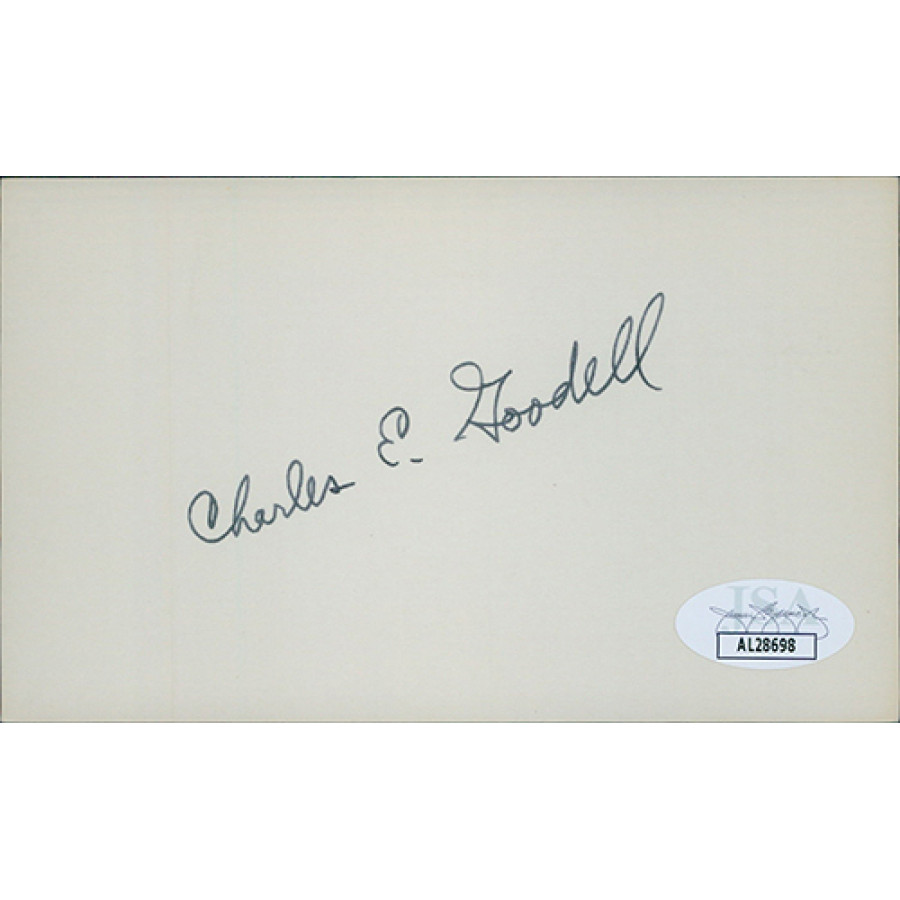 Charles E. Goodell
JSA
AL28698